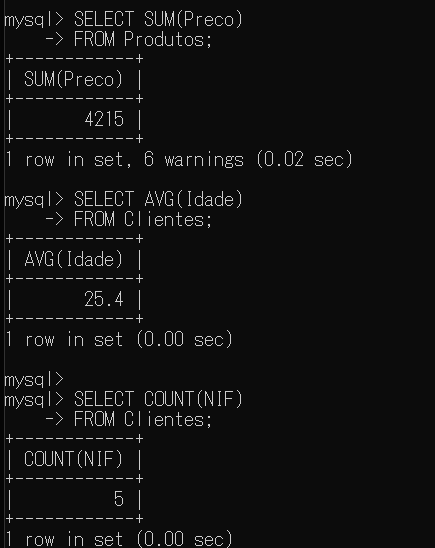 mysql> SELECT SUM(Preco)
    -> FROM Produtos;
+------------+
| SUM(Preco) |
+------------+
|       4215 |
+------------+
1 row in set, 6 warnings (0.02 sec)

mysql> SELECT AVG(Idade)
    -> FROM Clientes;
+------------+
| AVG(Idade) |
+------------+
|       25.4 |
+------------+
1 row in set (0.00 sec)

mysql>
mysql> SELECT COUNT(NIF)
    -> FROM Clientes;
+------------+
| COUNT(NIF) |
+------------+
|          5 |
+------------+
1 row in set (0.00 sec)